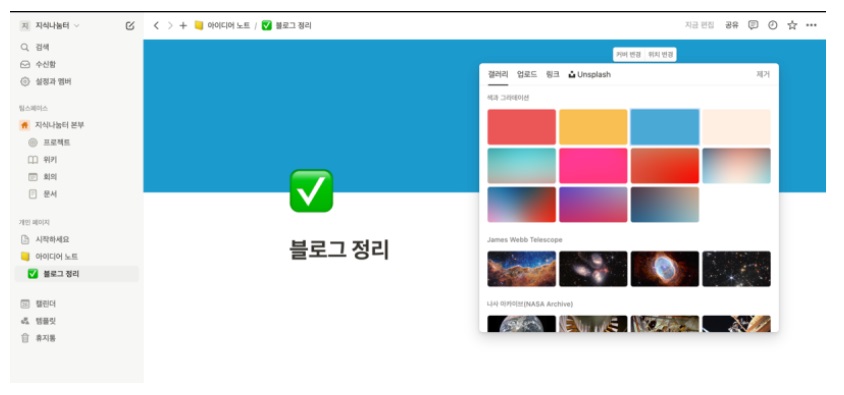 지 지식나눔터
아이디어 노트 / 블로그 정리
지금 편집 공유
검색
수신함
설정과 멤버
팀스페이스
지식나눔터 본부
프로젝트
위키
회의
문서
개인 페이지
시작하세요
아이디어 노트
블로그 정리
캘린더
템플릿
휴지통
블로그 정리
커버 변경 위치 변경
갤러리 업로드 링크 Unsplash 제거
색과 그라데이션
James Webb Telescope
나사 아카이브(NASA Archive)